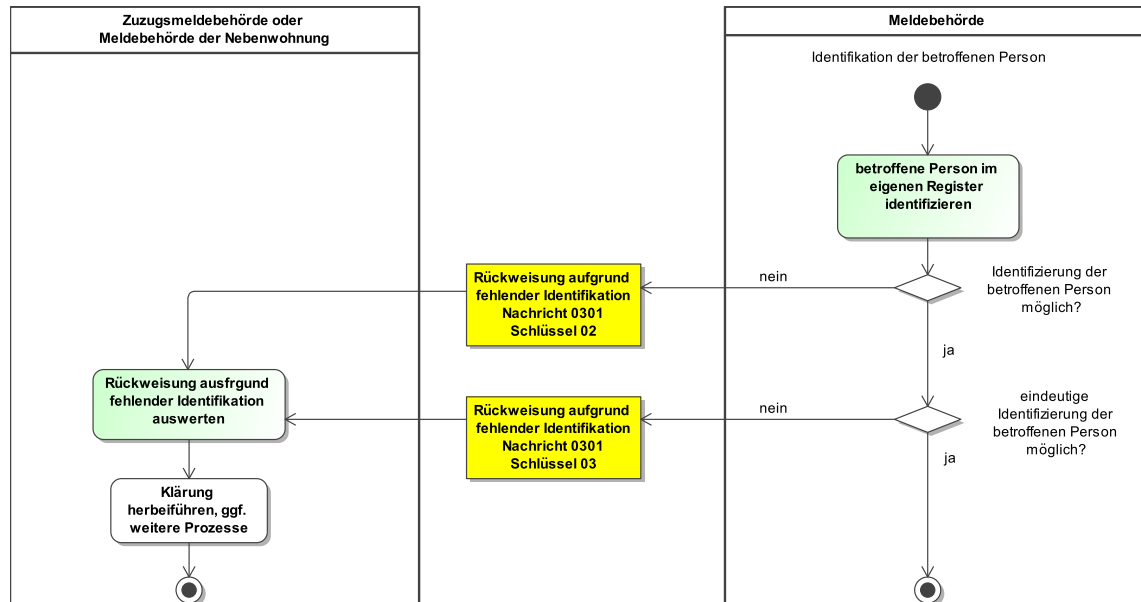 Zuzugsmeldebehörde oder
Meldebehörde der Nebenwohnung
Meldebehörde
Identifikation der betroffenen Person
betroffene Person im
eigenen Register
identifizieren
Identifizierung der
betroffenen Person
möglich?
nein
Rückweisung aufgrund
fehlender Identifikation
Nachricht 0301
Schlüssel 02
ja
eindeutige
Identifizierung der
betroffenen Person
möglich?
nein
Rückweisung aufgrund
fehlender Identifikation
Nachricht 0301
Schlüssel 03
ja
Rückweisung ausfrgund
fehlender Identifikation
auswerten
Klärung
herbeiführen, ggf.
weitere Prozesse